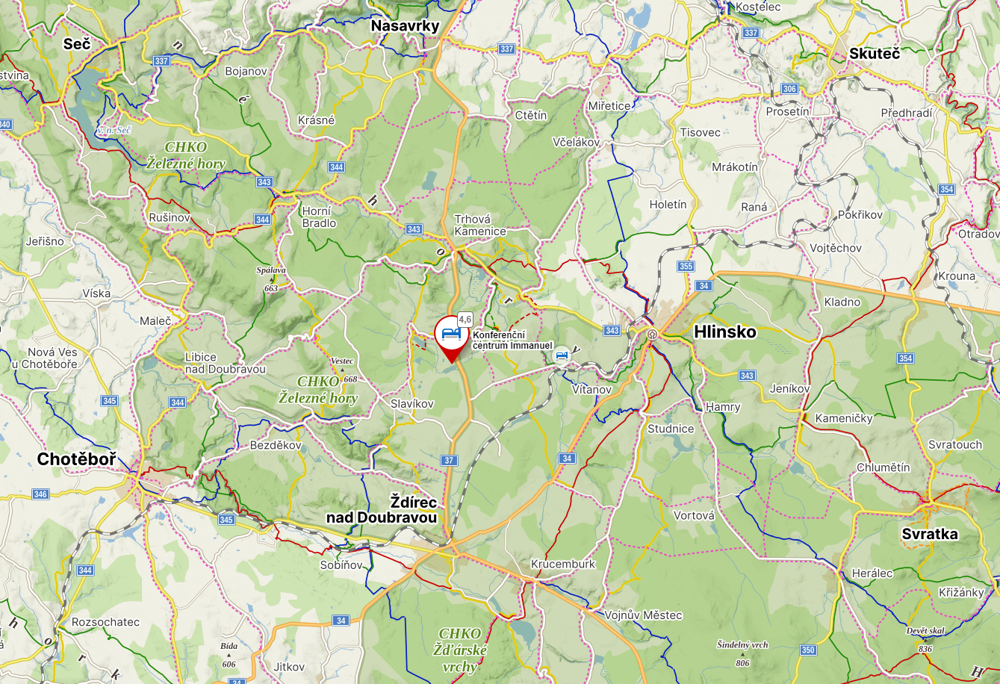 Kostelec
Nasavrky
337
Seč
337
Skuteč
337
n
stvina
Bojanov
306
é
Miřetice
Prosetín
Předhradí
340
Krásné
Ctětín
v. n. Seč
Tisovec
CHKO
Železné hory
Včelákov
344
Mrákotín
343
354
h
Holetín
Raná
Rušinov
344
Horní
Bradlo
343
Trhová
Kamenice
Pokřikov
Otradov
Jeřišno
o
Vojtěchov
Spálava
663
355
34
Krouna
Víska
r
Kladno
Maleč
4,6
343
Hlinsko
Konferenční
centrum Immanuel
y
Nová Ves
u Chotěboře
Libice
nad Doubravou
Vestec
668
354
343
CHKO
Železné hory
Vítanov
Jeníkov
345
344
Slavíkov
Hamry
Kameničky
Studnice
Bezděkov
Svratouch
Chotěboř
37
34
Chlumětín
346
Ždírec
nad Doubravou
345
Vortová
Svratka
Sobíňov
Krucemburk
344
Herálec
Křižánky
Rozsochatec
34
Vojnův Městec
h
o
r
k
Bída
606
CHKO
Žďárské
vrchy
Šindelný vrch
806
Devět skal
836
350
Jitkov
34
H